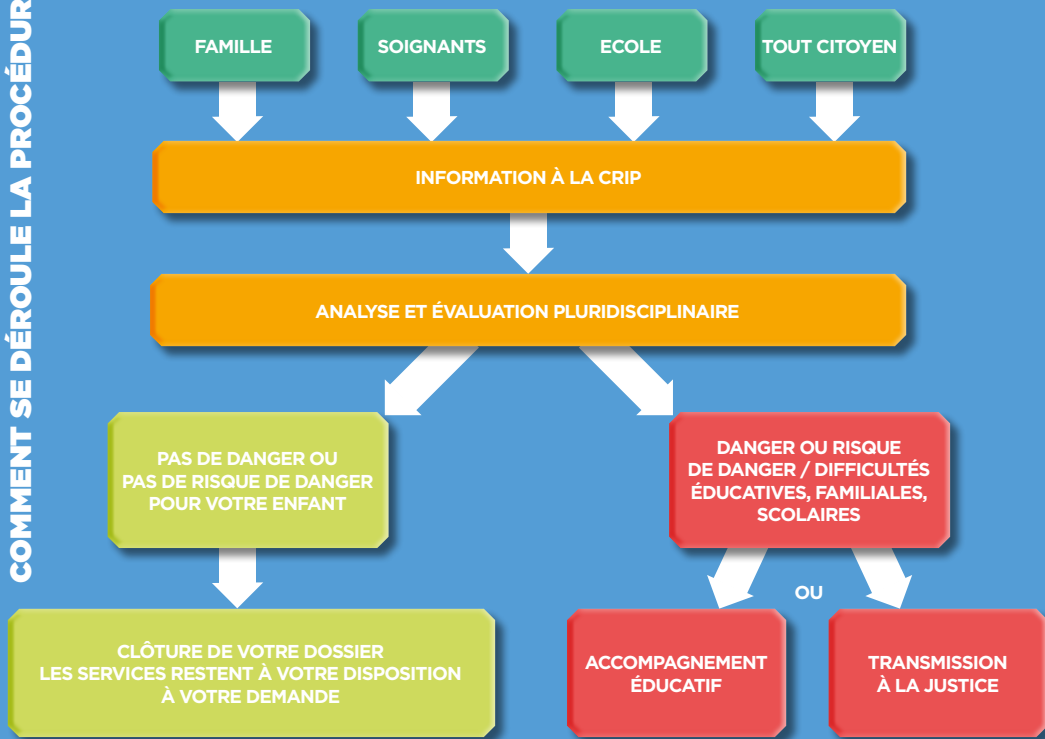 COMMENT SE DÉROULE LA PROCÉDUR
FAMILLE
SOIGNANTS
ECOLE
TOUT CITOYEN
INFORMATION À LA CRIP
ANALYSE ET ÉVALUATION PLURIDISCIPLINAIRE
PAS DE DANGER OU
PAS DE RISQUE DE DANGER
POUR VOTRE ENFANT
DANGER OU RISQUE
DE DANGER / DIFFICULTÉS
ÉDUCATIVES, FAMILIALES,
SCOLAIRES
CLÔTURE DE VOTRE DOSSIER
LES SERVICES RESTENT À VOTRE DISPOSITION
À VOTRE DEMANDE
OU
ACCOMPAGNEMENT
ÉDUCATIF
TRANSMISSION
À LA JUSTICE